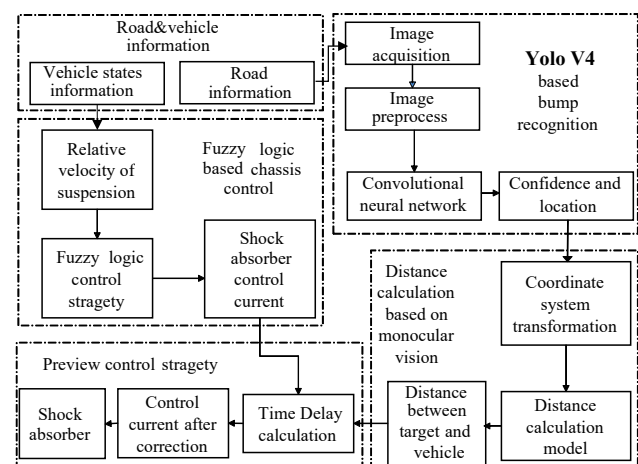 Road&vehicle
information
Vehicle states
information
Road
information
Image
acquisition
Image
preprocess
Yolo V4
based
bump
recognition
Convolutional
neural network
Confidence and
location
Relative
velocity of
suspension
Fuzzy logic
based chassis
control
Fuzzy logic
control
stragety
Shock
absorber
control
current
Distance
calculation
based on
monocular
vision
Coordinate
system
transformation
Distance
calculation
model
Distance
between
target and
vehicle
Preview control stragety
Time Delay
calculation
Control
current after
correction
Shock
absorber